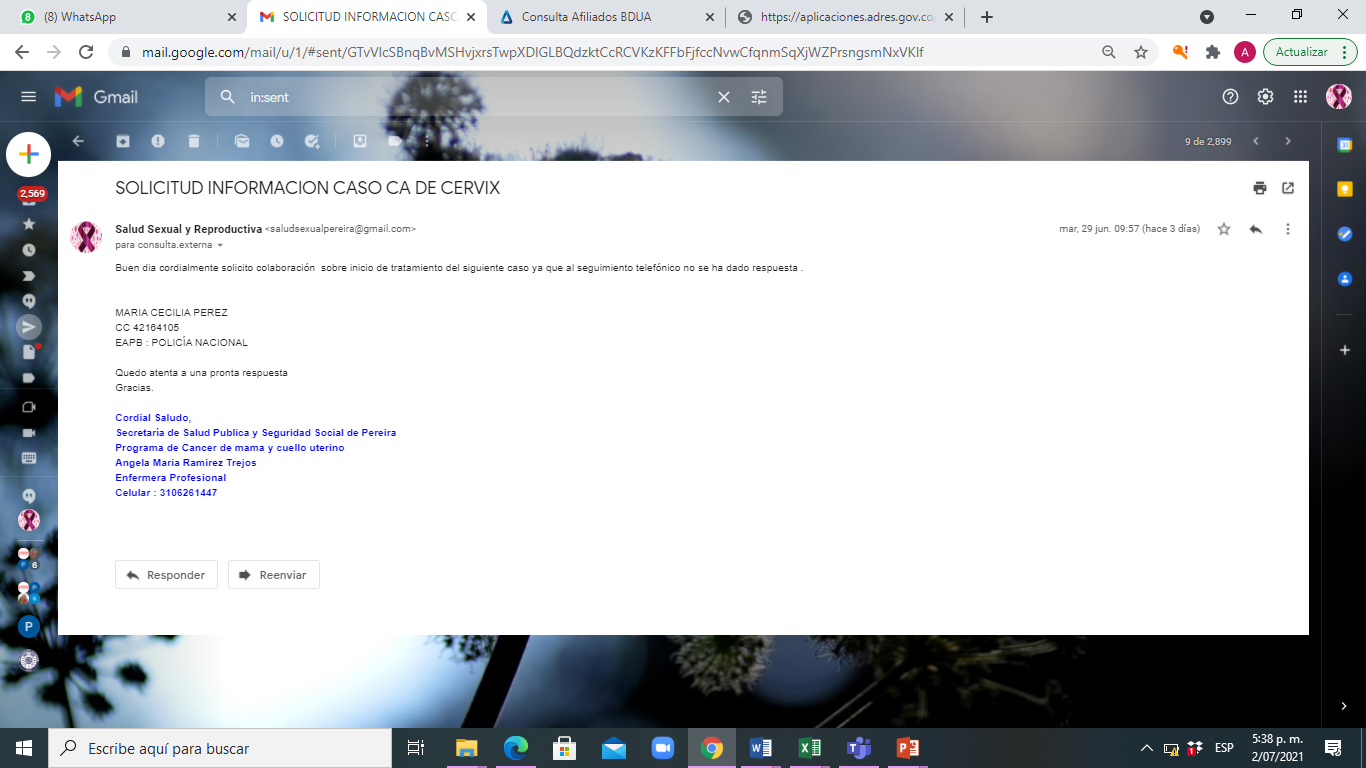 (8) WhatsApp
SOLICITUD INFORMACION CASO
Consulta Afiliados BDUA
https://aplicaciones.adres.gov.co
mail.google.com/mail/u/1/#sent/GTvVlcSBnqBvMSHvjxrsTwpXDlGLBQdzktCcRCVKzKFFbFjfccNvwCfqnmSqXjWZPrsngsmNxVKlf
A
Actualizar
Gmail
in:sent
9 de 2,899
2,569
SOLICITUD INFORMACION CASO CA DE CERVIX
Salud Sexual y Reproductiva <saludsexualpereira@gmail.com>
mar, 29 jun. 09:57 (hace 3 días)
para consulta.externa
Buen dia cordialmente solicito colaboración sobre inicio de tratamiento del siguiente caso ya que al seguimiento telefónico no se ha dado respuesta .
MARIA CECILIA PEREZ
CC 42164105
EAPB : POLICÍA NACIONAL
Quedo atenta a una pronta respuesta
Gracias.
Cordial Saludo,
Secretaría de Salud Publica y Seguridad Social de Pereira
Programa de Cancer de mama y cuello uterino
Angela Maria Ramirez Trejos
Enfermera Profesional
Celular : 3106261447
Responder
Reenviar
6
P
Escribe aquí para buscar
ESP
5:38 p. m.
2/07/2021